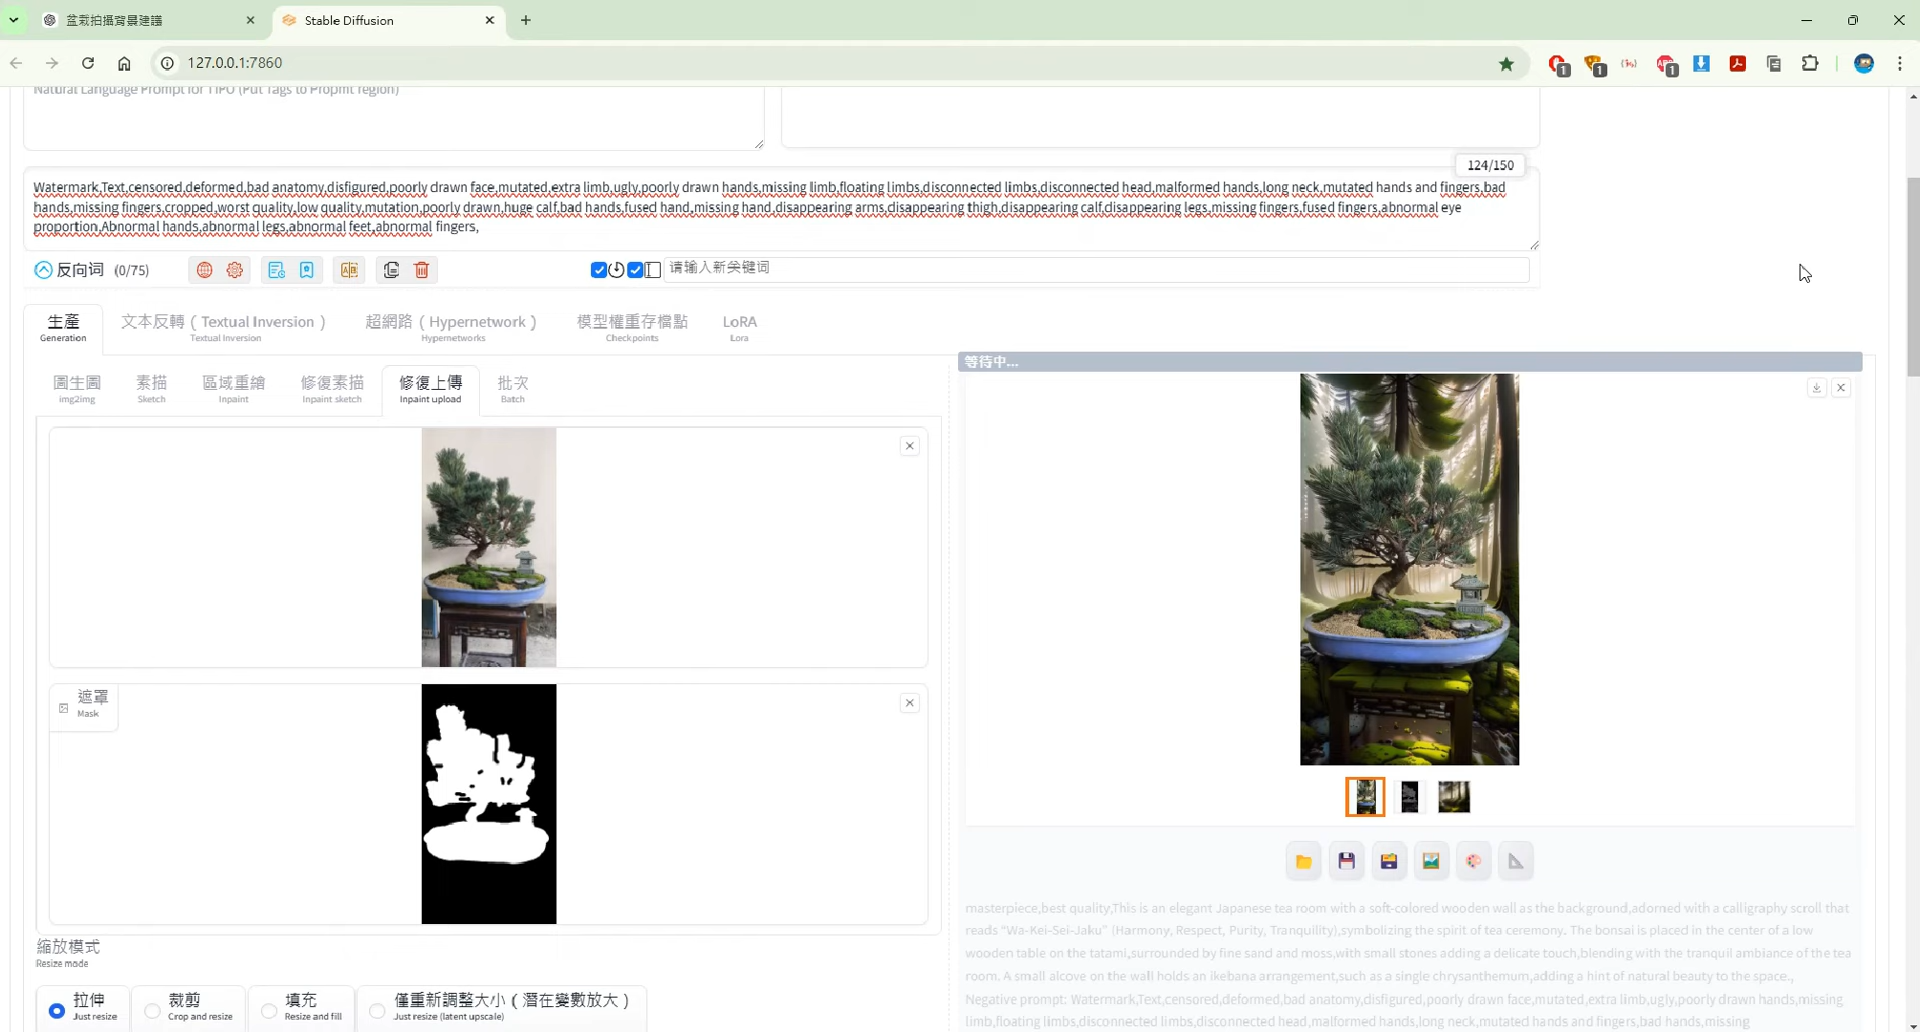 盆栽拍攝背景建議
Stable Diffusion
127.0.0.1:7860
Natural Language Prompt for TIPO (Put Tags to Propmt region)
124/150
Watermark,Text,censored,deformed,bad anatomy,disfigured,poorly drawn face,mutated,extra limb,ugly,poorly drawn hands,missing limb,floating limbs,disconnected limbs,disconnected head,malformed hands,long neck,mutated hands and fingers,bad
hands,missing fingers,cropped,worst quality,low quality,mutation,poorly drawn,huge calf,bad hands,fused hand,missing hand,disappearing arms,disappearing thigh,disappearing calf,disappearing legs,missing fingers,fused fingers,abnormal eye
proportion,Abnormal hands,abnormal legs,abnormal feet,abnormal fingers,
反向词 (0/75)
请输入新关键词
生產 文本反轉 ( Textual Inversion ) 超網路 ( Hypernetwork ) 模型權重存檔點 LoRA
Generation Textual Inversion Hypernetworks Checkpoints Lora
等待中...
圖生圖 素描 區域重繪 修復素描 修復上傳 批次
img2img Sketch Inpaint Inpaint sketch Inpaint upload Batch
遮罩
Mask
縮放模式
Resize mode
拉伸 裁剪 填充 僅重新調整大小 ( 潛在變數放大 )
Just resize Crop and resize Resize and fill Just resize (latent upscale)
masterpiece,best quality,This is an elegant Japanese tea room with a soft-colored wooden wall as the background,adorned with a calligraphy scroll that
reads “Wa-Kei-Sei-Jaku” (Harmony, Respect, Purity, Tranquility),symbolizing the spirit of tea ceremony. The bonsai is placed in the center of a low
wooden table on the tatami,surrounded by fine sand and moss,with small stones adding a delicate touch,blending with the tranquil ambiance of the tea
room. A small alcove on the wall holds an ikebana arrangement,such as a single chrysanthemum,adding a hint of natural beauty to the space.,
Negative prompt: Watermark,Text,censored,deformed,bad anatomy,disfigured,poorly drawn face,mutated,extra limb,ugly,poorly drawn hands,missing
limb,floating limbs,disconnected limbs,disconnected head,malformed hands,long neck,mutated hands and fingers,bad hands,missing